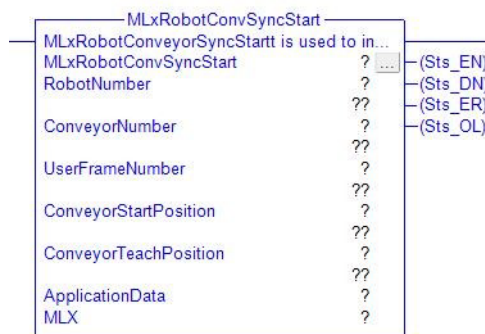 MLxRobotConvSyncStart
MLxRobotConveyorSyncStartt is used to in...
MLxRobotConvSyncStart ? ... (Sts_EN)
RobotNumber ? (Sts_DN)
?? (Sts_ER)
ConveyorNumber ? (Sts_OL)
??
UserFrameNumber ?
??
ConveyorStartPosition ?
??
ConveyorTeachPosition ?
??
ApplicationData ?
MLX ?